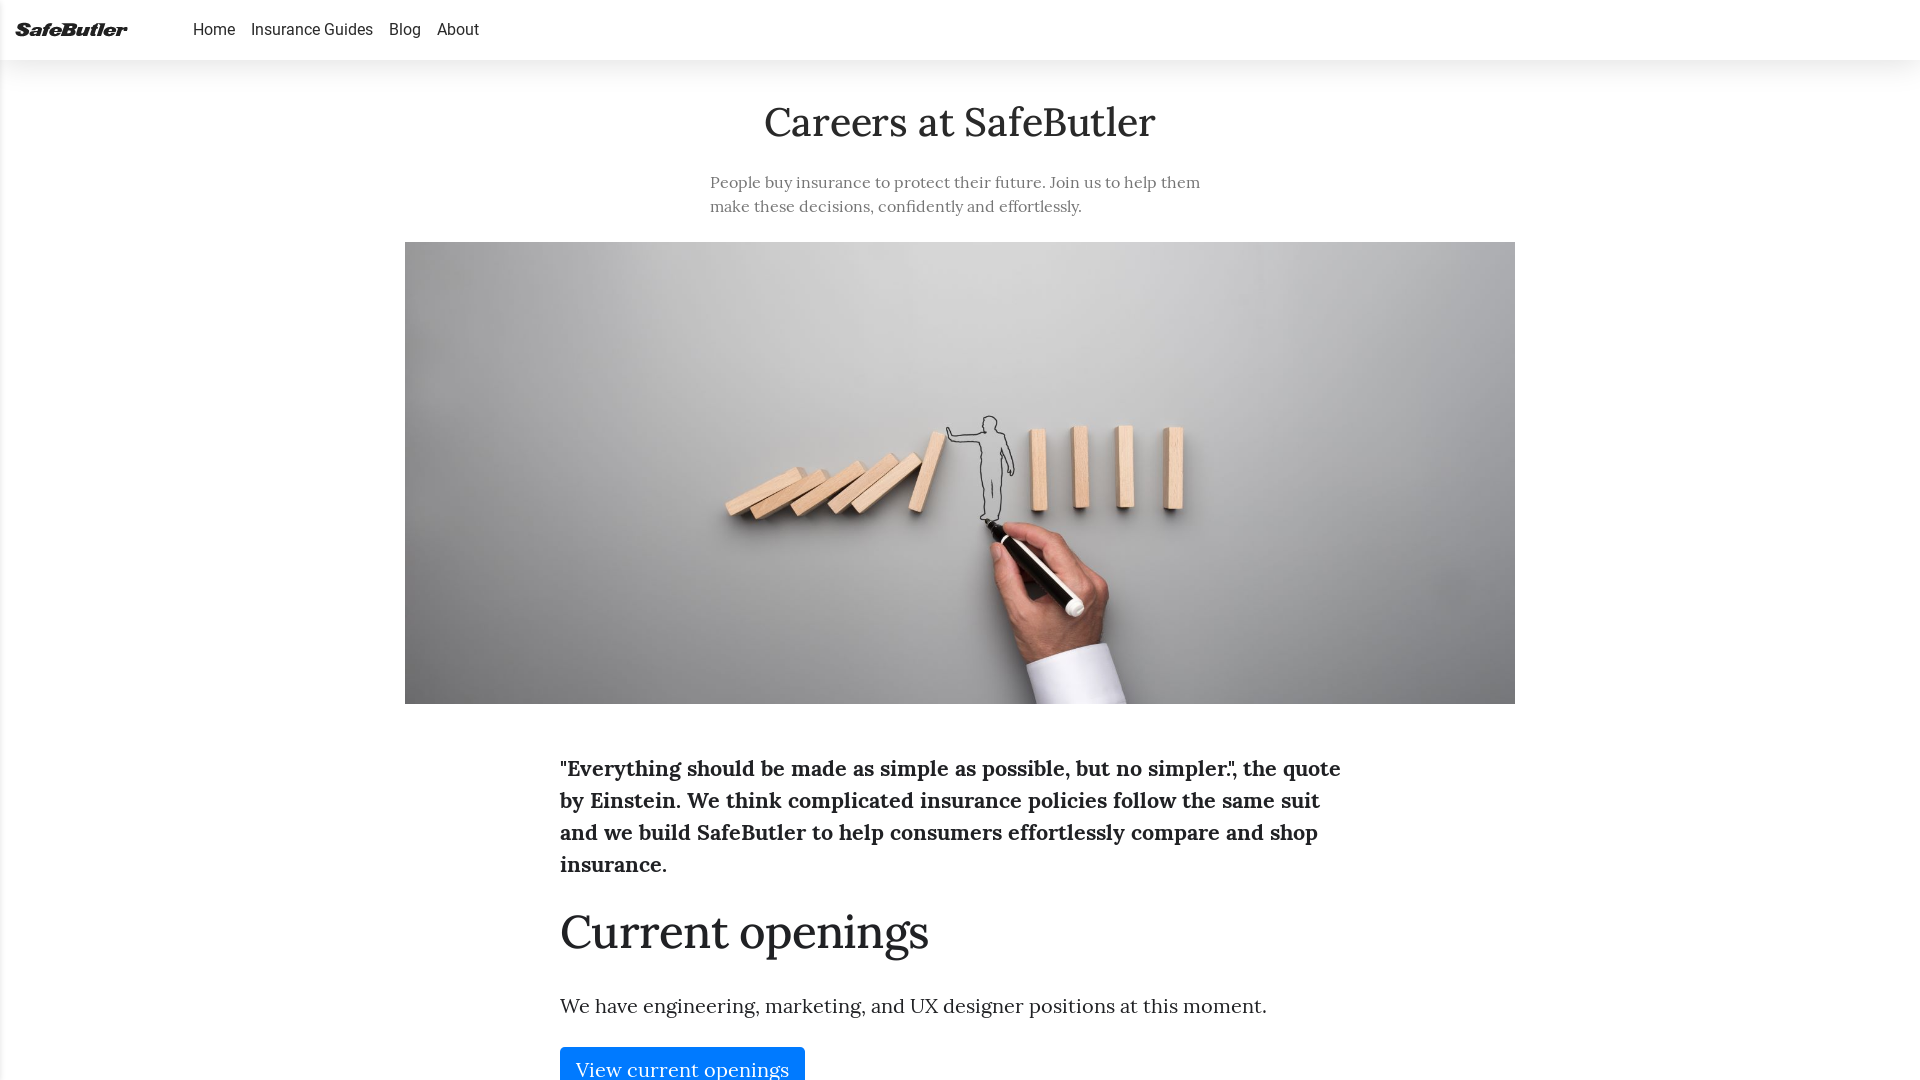 SafeButler
Home Insurance Guides Blog About
Careers at SafeButler
People buy insurance to protect their future. Join us to help them
make these decisions, confidently and effortlessly.
"Everything should be made as simple as possible, but no simpler.", the quote
by Einstein. We think complicated insurance policies follow the same suit
and we build SafeButler to help consumers effortlessly compare and shop
insurance.
Current openings
We have engineering, marketing, and UX designer positions at this moment.
View current openings